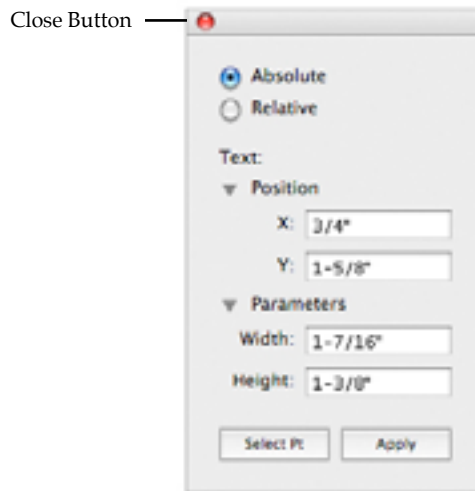 Close Button
Absolute
Relative
Text:
Position
X: 3/4"
Y: 1-5/8"
Parameters
Width: 1-7/16"
Height: 1-3/8"
Select Pt Apply